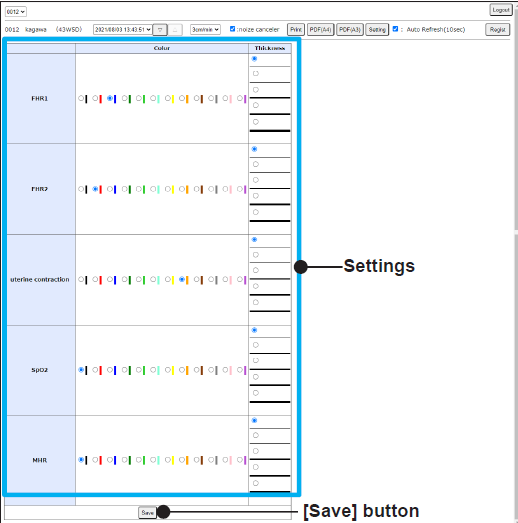 0012
Logout
0012 kagawa (43W5D) 2021/08/03 13:43:51 ▽ ... 3cm/min :noize canceler Print PDF(A4) PDF(A3) Setting : Auto Refresh(10sec) Regist
Color Thickness
FHR1
FHR2
uterine contraction
Settings
SpO2
MHR
Save
[Save] button